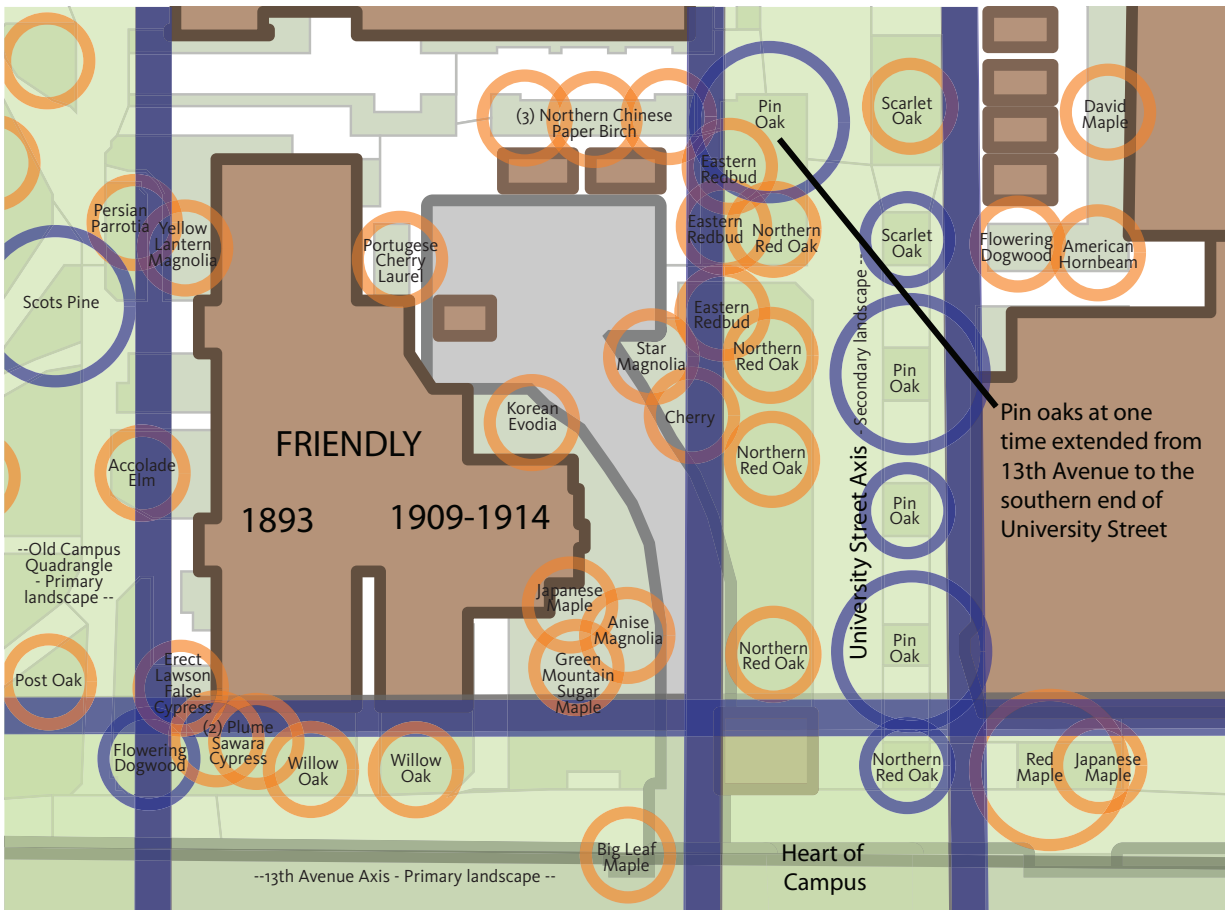 (3) Northern Chinese
Paper Birch
Pin
Oak
Scarlet
Oak
David
Maple
Eastern
Redbud
Persian
Parrotia
Yellow
Lantern
Magnolia
Portugese
Cherry
Laurel
Eastern
Redbud
Northern
Red Oak
Scarlet
Oak
Flowering
Dogwood
American
Hornbeam
Scots Pine
Eastern
Redbud
Star
Magnolia
Northern
Red Oak
Pin
Oak
Korean
Evodia
Cherry
Pin oaks at one
time extended from
13th Avenue to the
southern end of
University Street
FRIENDLY
1893
1909-1914
Accolade
Elm
Northern
Red Oak
Pin
Oak
University Street Axis - Secondary landscape --
--Old Campus
Quadrangle
- Primary
landscape --
Japanese
Maple
Anise
Magnolia
Green
Mountain
Sugar
Maple
Northern
Red Oak
Pin
Oak
Post Oak
Erect
Lawson
False
Cypress
(2) Plume
Sawara
Cypress
Flowering
Dogwood
Willow
Oak
Willow
Oak
Northern
Red Oak
Red
Maple
Japanese
Maple
Big Leaf
Maple
Heart of
Campus
--13th Avenue Axis - Primary landscape --